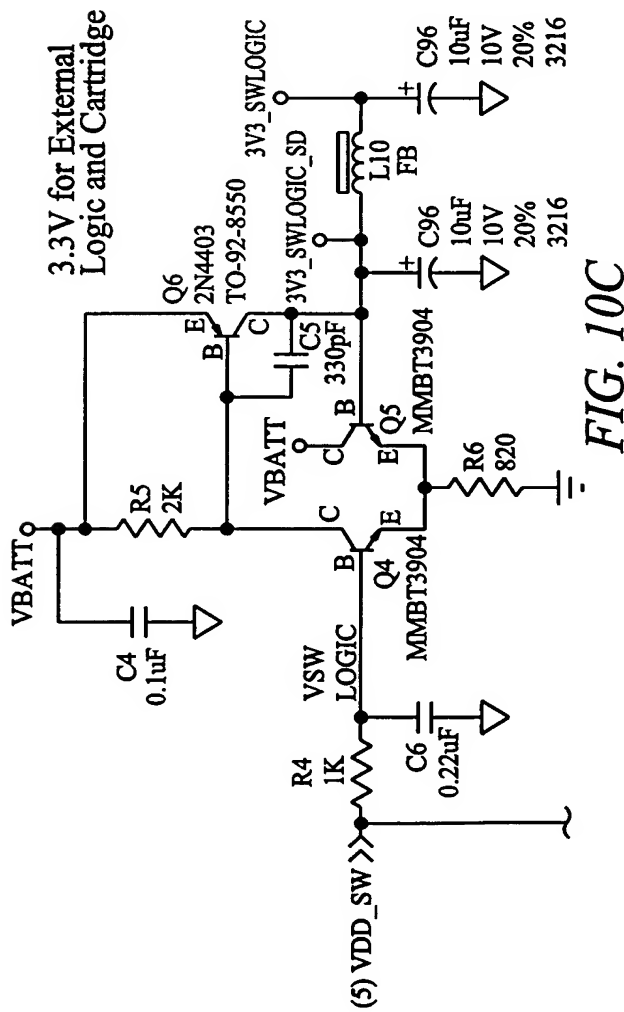 3.3V for External
Logic and Cartridge
VBATT
C4
0.1uF
R5
2K
Q6
2N4403
TO-92-8550
E
B
C
C5
330pF
3V3_SWLOGIC_SD
3V3_SWLOGIC
(5) VDD_SW
R4
1K
VSW
LOGIC
C6
0.22uF
B
C
E
Q4
MMBT3904
VBATT
C
B
E
Q5
MMBT3904
R6
820
L10
FB
C96
10uF
10V
20%
3216
C96
10uF
10V
20%
3216
+
+
FIG. 10C